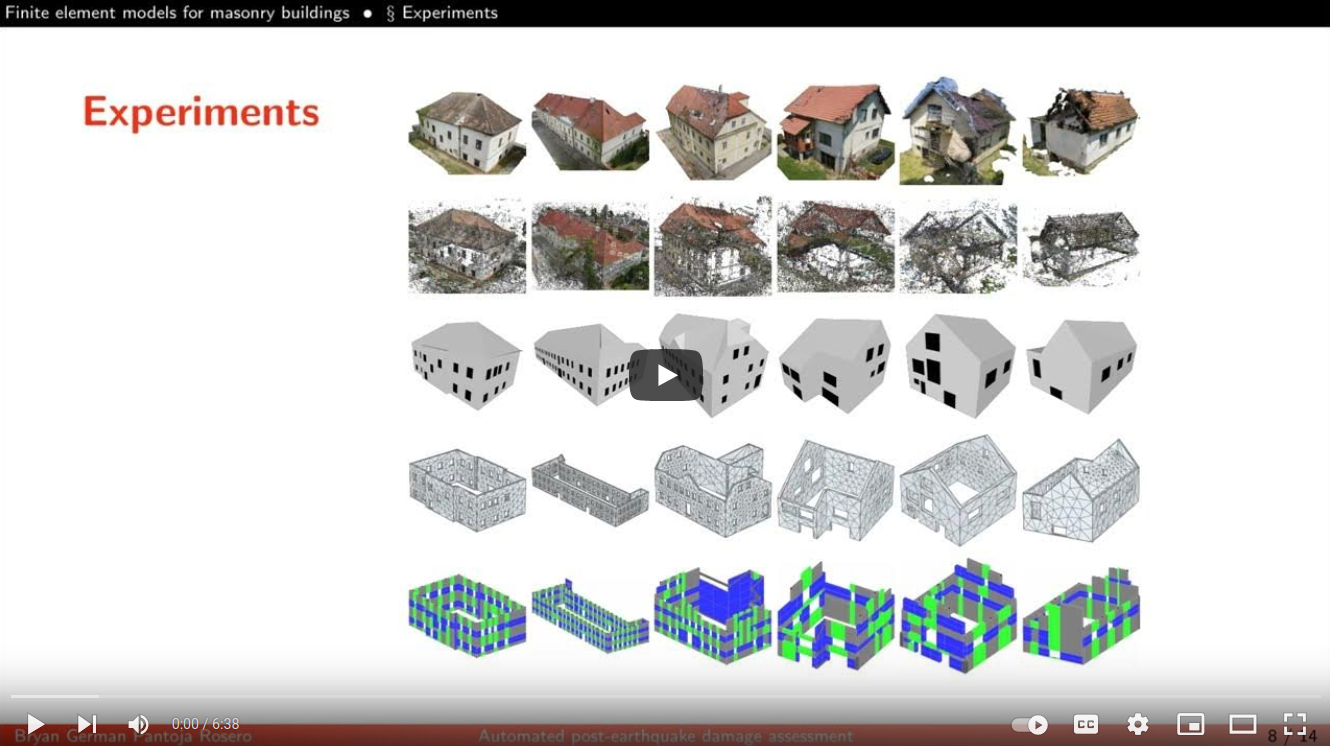 Finite element models for masonry buildings ● § Experiments
Experiments
0:00 / 6:38
CC
Bryan German Pantoja Rosero
Automated post-earthquake damage assessment
8 / 14